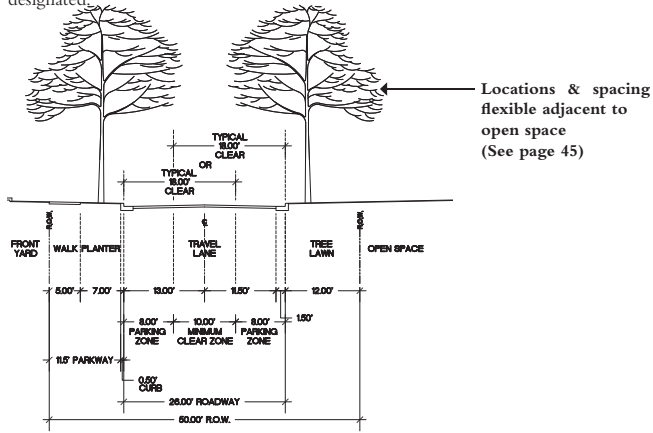 designated.
Locations & spacing
flexible adjacent to
open space
(See page 45)
TYPICAL
18.00'
CLEAR
OR
TYPICAL
18.00'
CLEAR
R.O.W.
R.O.W.
FRONT
YARD
WALK
PLANTER
TRAVEL
LANE
TREE
LAWN
OPEN SPACE
5.00'
7.00'
13.00'
11.50'
12.00'
1.50'
8.00'
PARKING
ZONE
10.00'
MINIMUM
CLEAR ZONE
8.00'
PARKING
ZONE
11.5' PARKWAY
0.50'
CURB
26.00' ROADWAY
50.00' R.O.W.